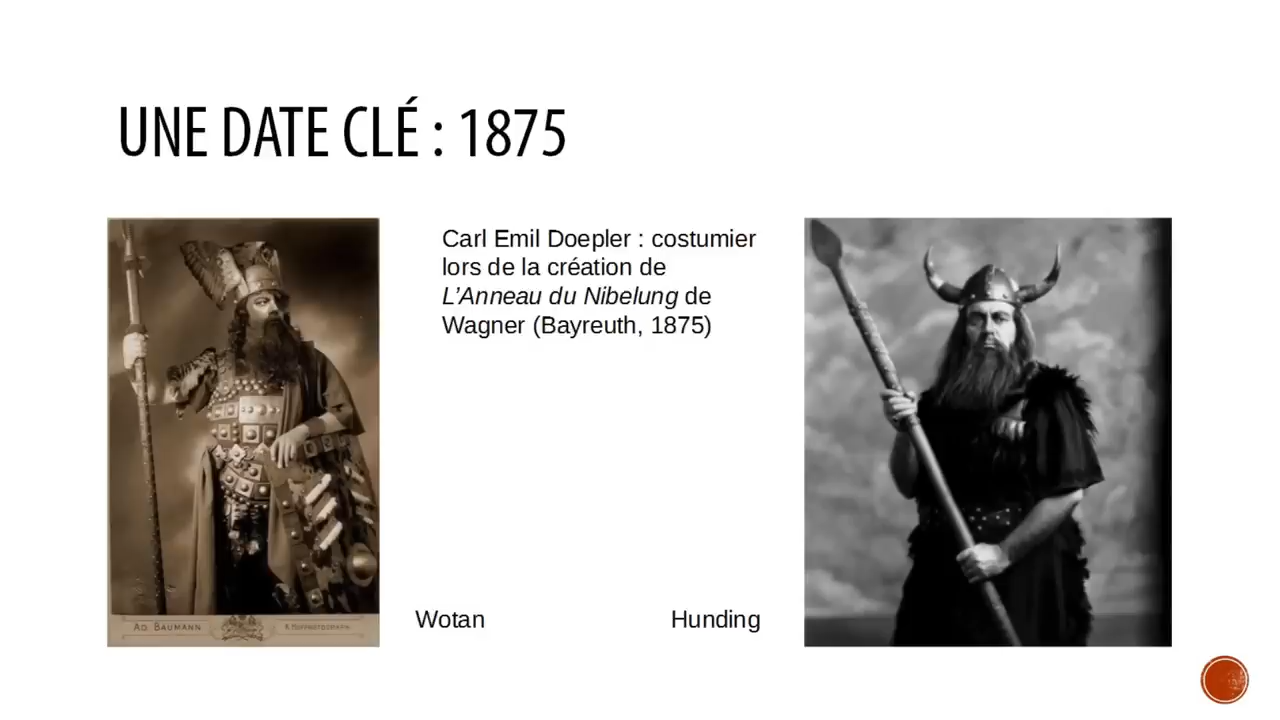 UNE DATE CLÉ : 1875
Carl Emil Doepler : costumier
lors de la création de
L’Anneau du Nibelung de
Wagner (Bayreuth, 1875)
Wotan
Hunding
AD. BAUMANN